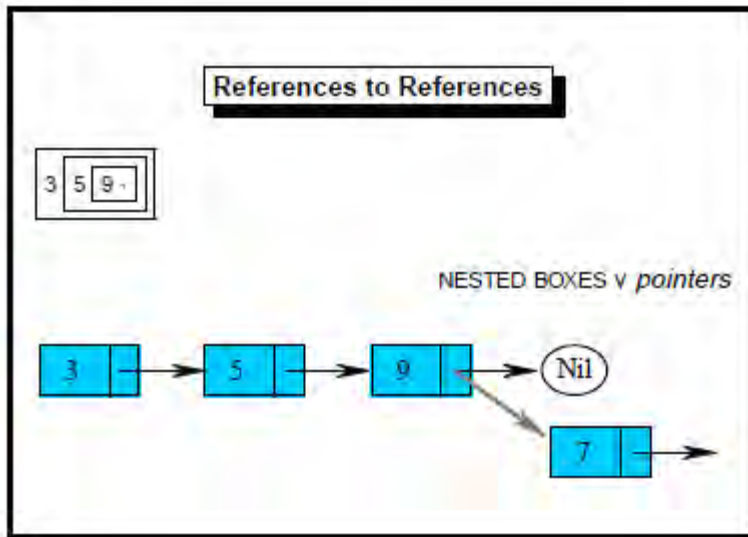 References to References
3 5 9 -
NESTED BOXES v pointers
3 5 9 Nil
7